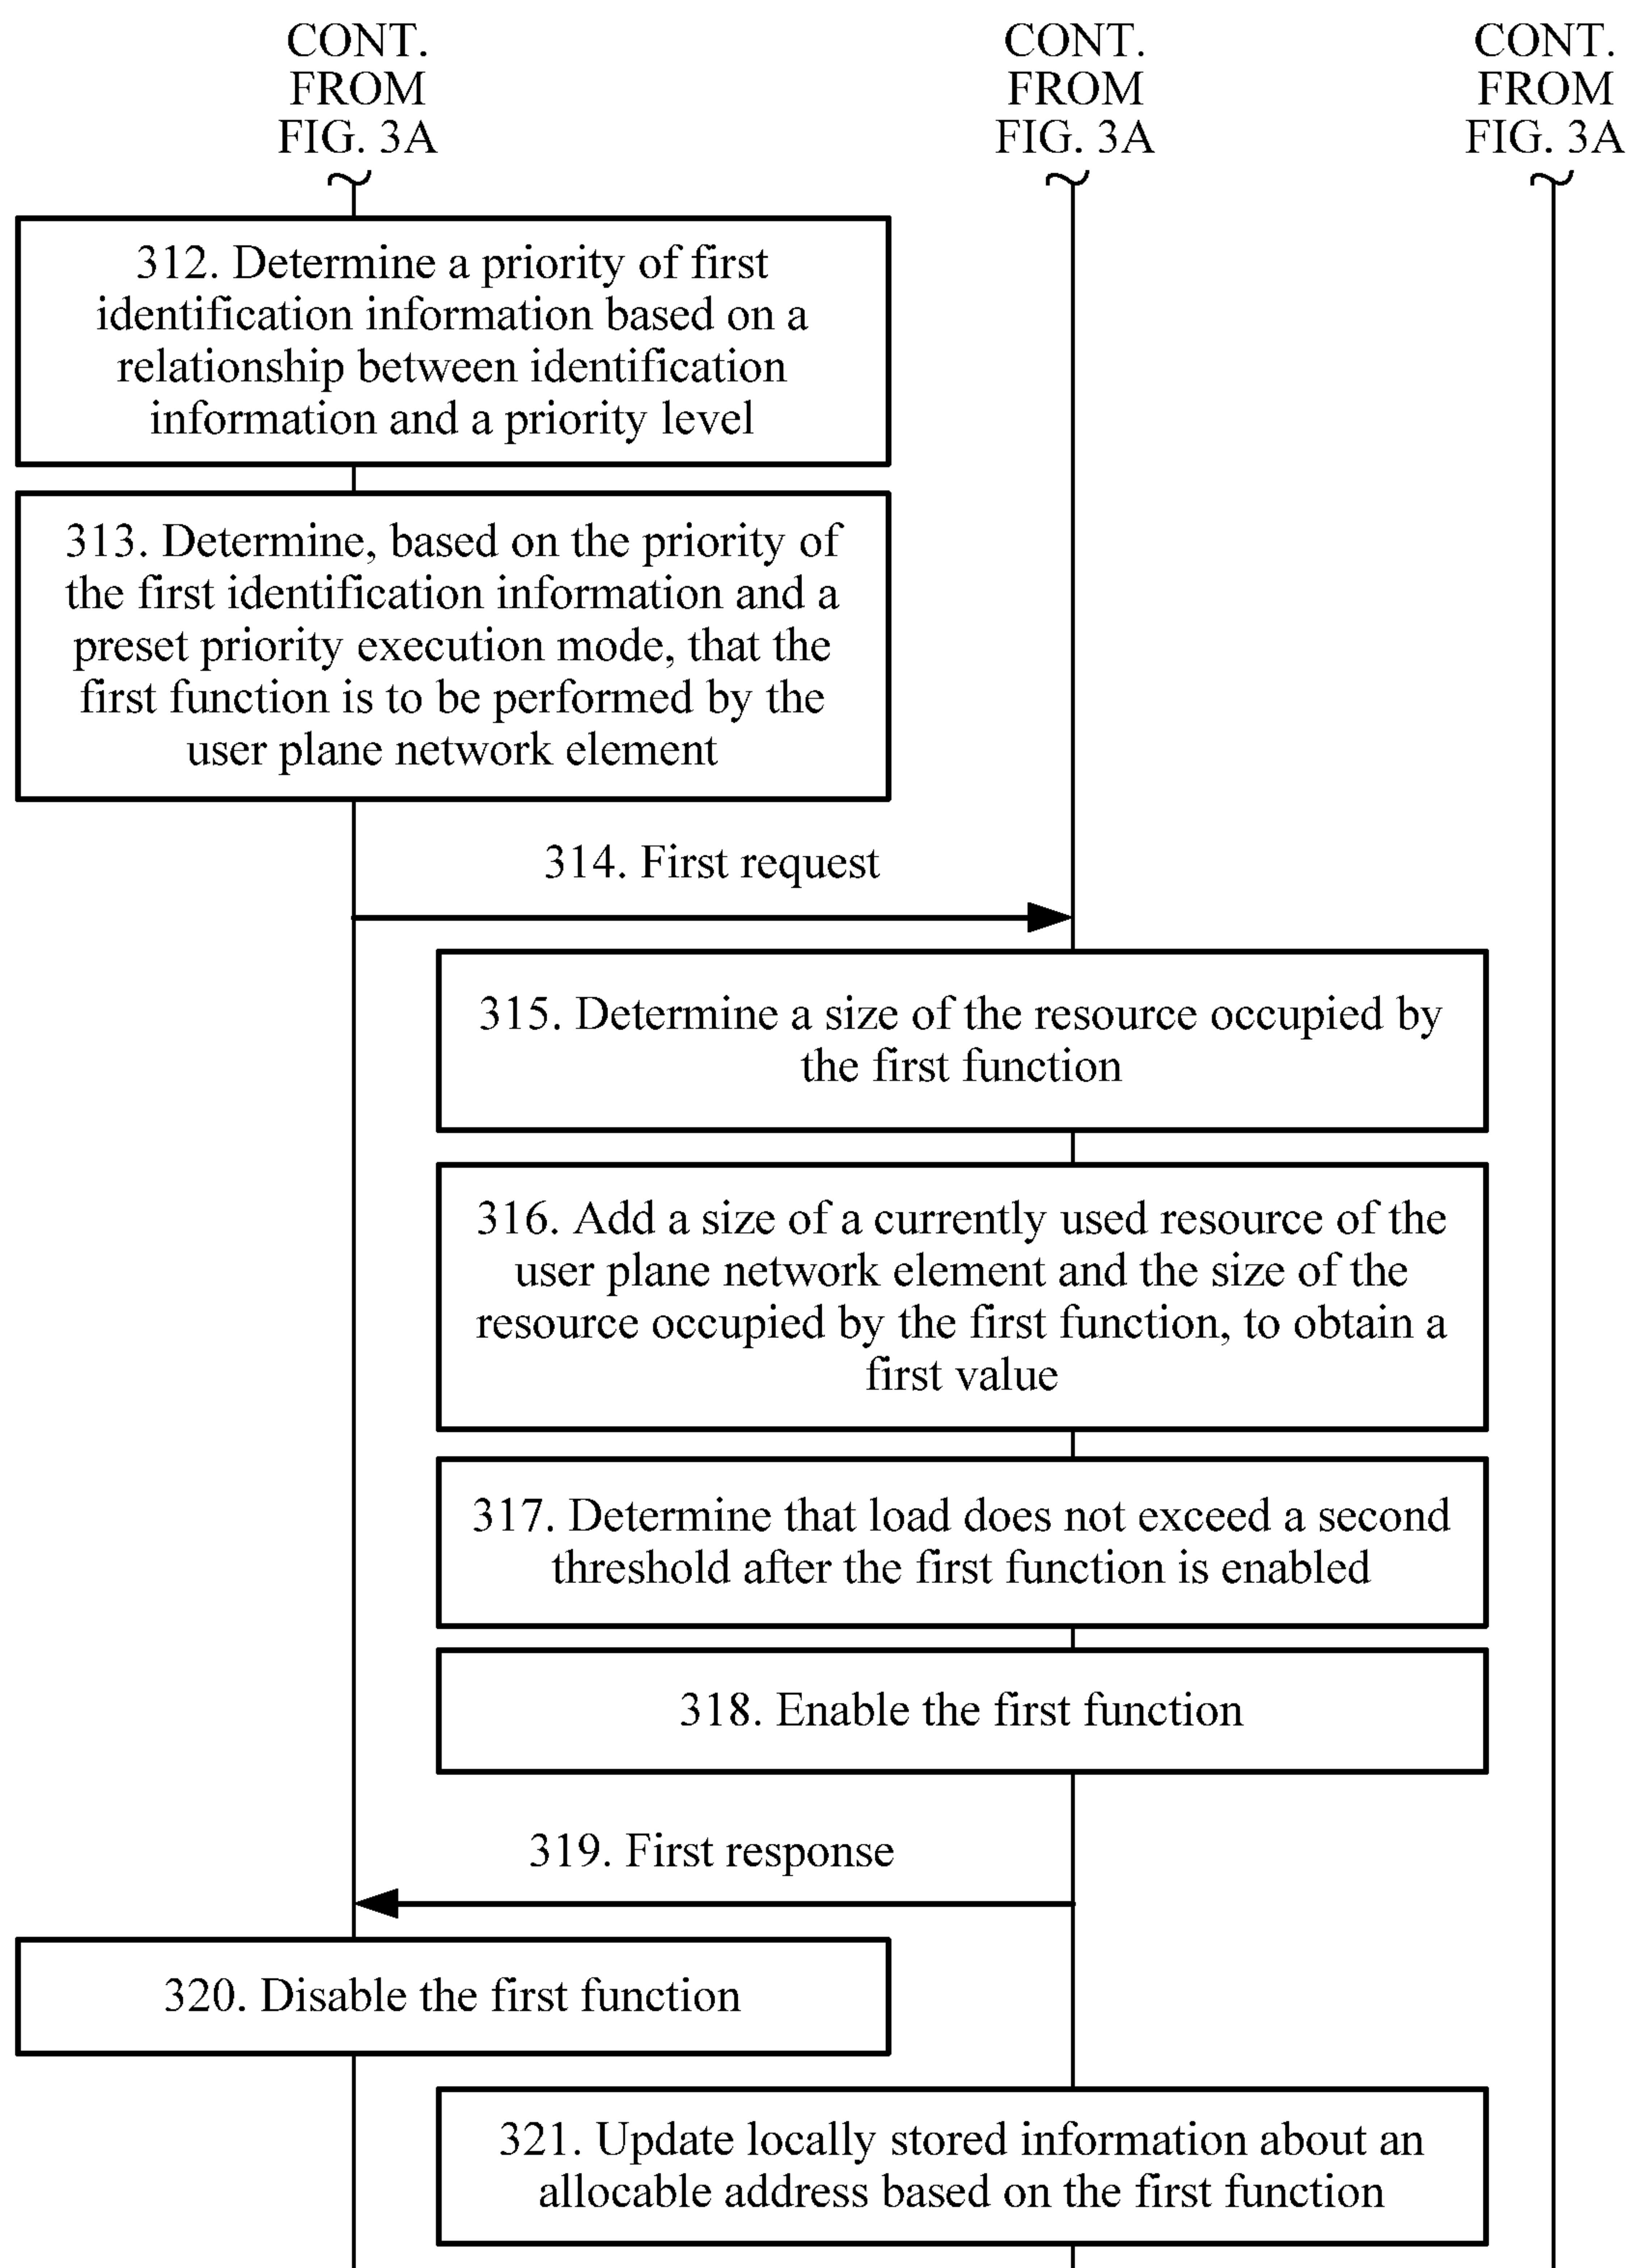 CONT.
FROM
FIG. 3A
CONT.
FROM
FIG. 3A
CONT.
FROM
FIG. 3A
312. Determine a priority of first
identification information based on a
relationship between identification
information and a priority level
313. Determine, based on the priority of
the first identification information and a
preset priority execution mode, that the
first function is to be performed by the
user plane network element
314. First request
315. Determine a size of the resource occupied by
the first function
316. Add a size of a currently used resource of the
user plane network element and the size of the
resource occupied by the first function, to obtain a
first value
317. Determine that load does not exceed a second
threshold after the first function is enabled
318. Enable the first function
319. First response
320. Disable the first function
321. Update locally stored information about an
allocable address based on the first function